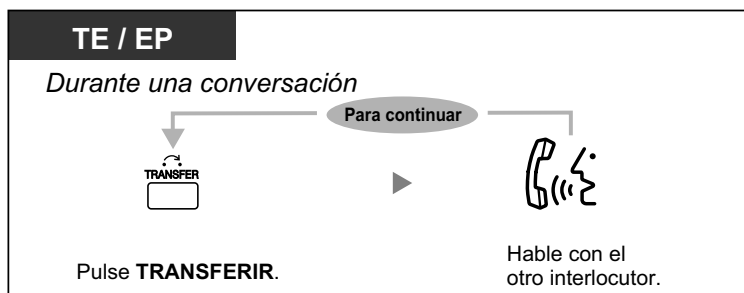 TE / EP
Durante una conversación
Para continuar
TRANSFER
Pulse TRANSFERIR.
Hable con el
otro interlocutor.